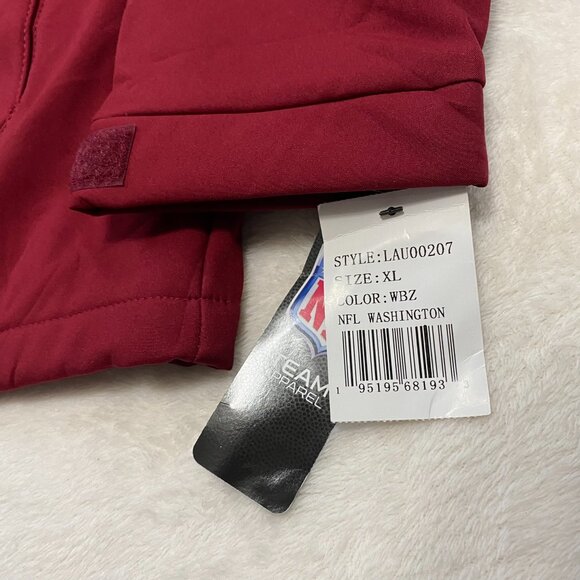 STYLE:LAU00207
SIZE:XL
COLOR:WBZ
NFL WASHINGTON
1 95195 68193 3
TEAM
APPAREL